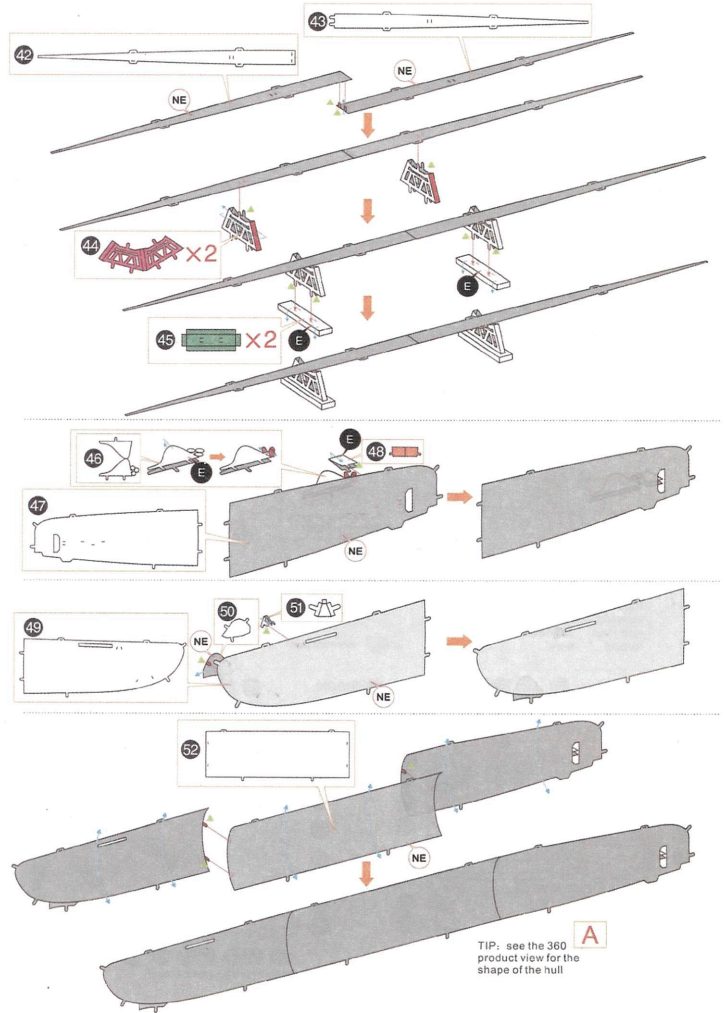 43
42
NE
NE
44
×2
E
45
×2
E
E
48
46
E
47
NE
50
51
49
NE
NE
52
NE
A
TIP: see the 360
product view for the
shape of the hull